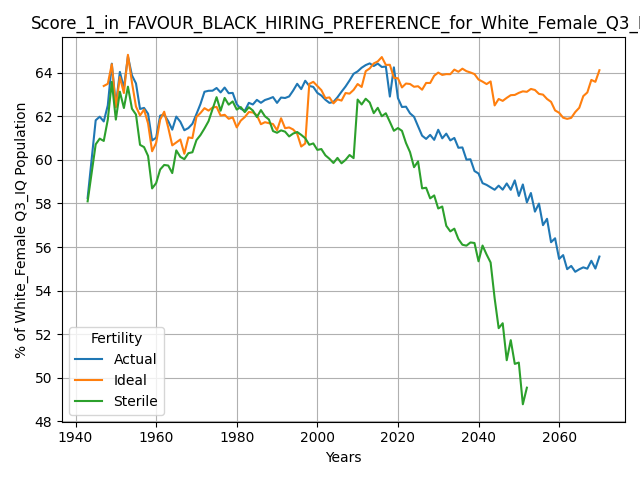 Score_1_in_FAVOUR_BLACK_HIRING_PREFERENCE_for_White_Female_Q3_I
% of White_Female Q3_IQ Population
64
62
60
58
56
54
52
50
48
Fertility
Actual
Ideal
Sterile
1940
1960
1980
2000
2020
2040
2060
Years